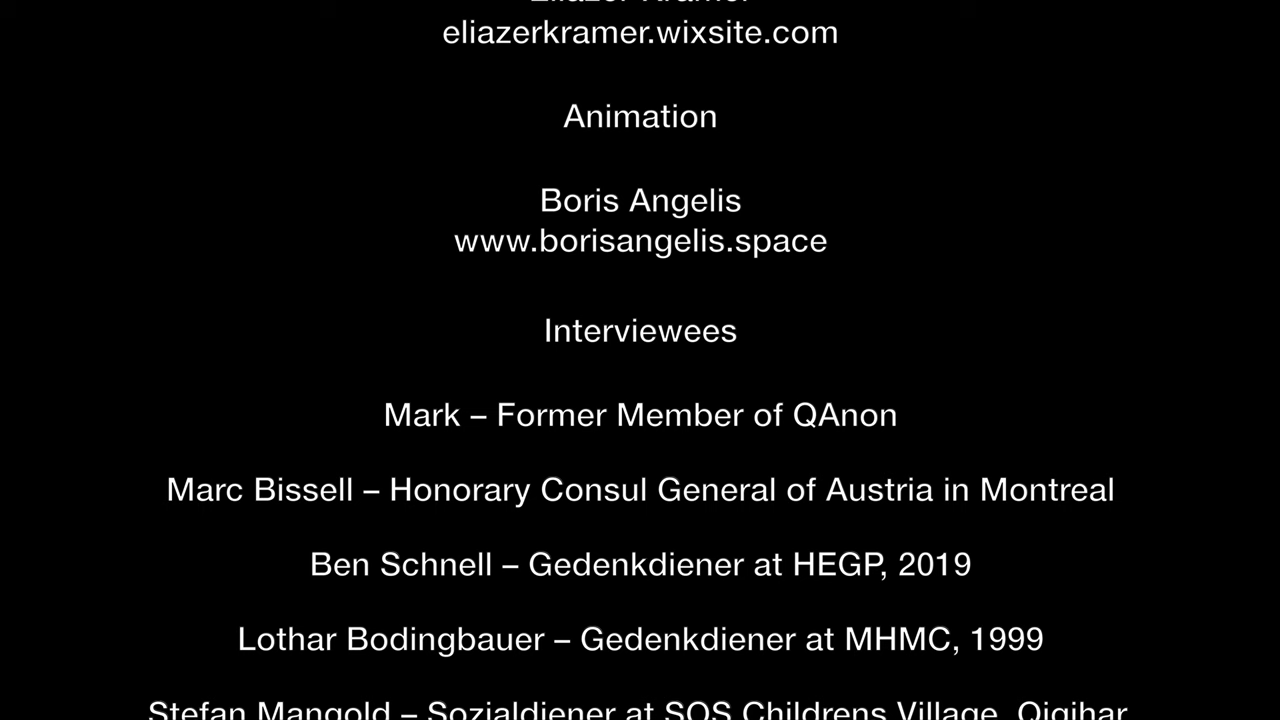 Eliazer Kramer
eliazerkramer.wixsite.com
Animation
Boris Angelis
www.borisangelis.space
Interviewees
Mark – Former Member of QAnon
Marc Bissell – Honorary Consul General of Austria in Montreal
Ben Schnell – Gedenkdiener at HEGP, 2019
Lothar Bodingbauer – Gedenkdiener at MHMC, 1999
Stefan Mangold – Sozialdiener at SOS Childrens Village, Qiqihar